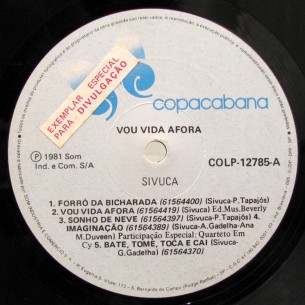 EXEMPLAR ESPECIAL
PARA DIVULGAÇÃO
copacabana
VOU VIDA AFORA
℗ 1981 Som
Ind. e Com. S/A
COLP-12785-A
SIVUCA
1. FORRÓ DA BICHARADA (61564400) (Sivuca-P.Tapajós)
2. VOU VIDA AFORA (61564419) (Sivuca) Ed.Mus.Beverly
3. SONHO DE NEVE (61564397) (Sivuca-P. Tapajós) 4.
IMAGINAÇÃO (61564389) (Sivuca-A.Gadelha-Ana
M.Duveen) Participação Especial: Quarteto Em
Cy 5. BATE, TOMÉ, TOCA E CAI (Sivuca-
G.Gadelha) (61564370)